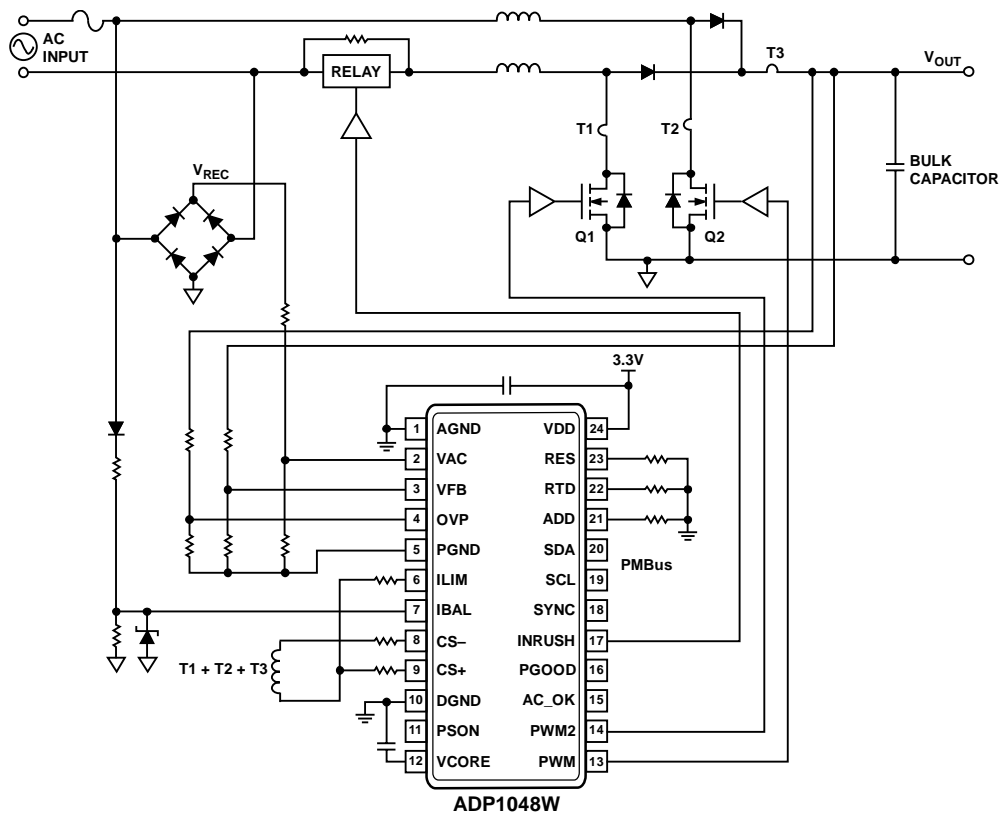 AC
INPUT
RELAY
T3
VOUT
T1
T2
BULK
CAPACITOR
VREC
Q1
Q2
3.3V
1 AGND
VDD 24
2 VAC
RES 23
3 VFB
RTD 22
4 OVP
ADD 21
5 PGND
SDA 20
PMBus
6 ILIM
SCL 19
7 IBAL
SYNC 18
8 CS–
INRUSH 17
T1 + T2 + T3
9 CS+
PGOOD 16
10 DGND
AC_OK 15
11 PSON
PWM2 14
12 VCORE
PWM 13
ADP1048W